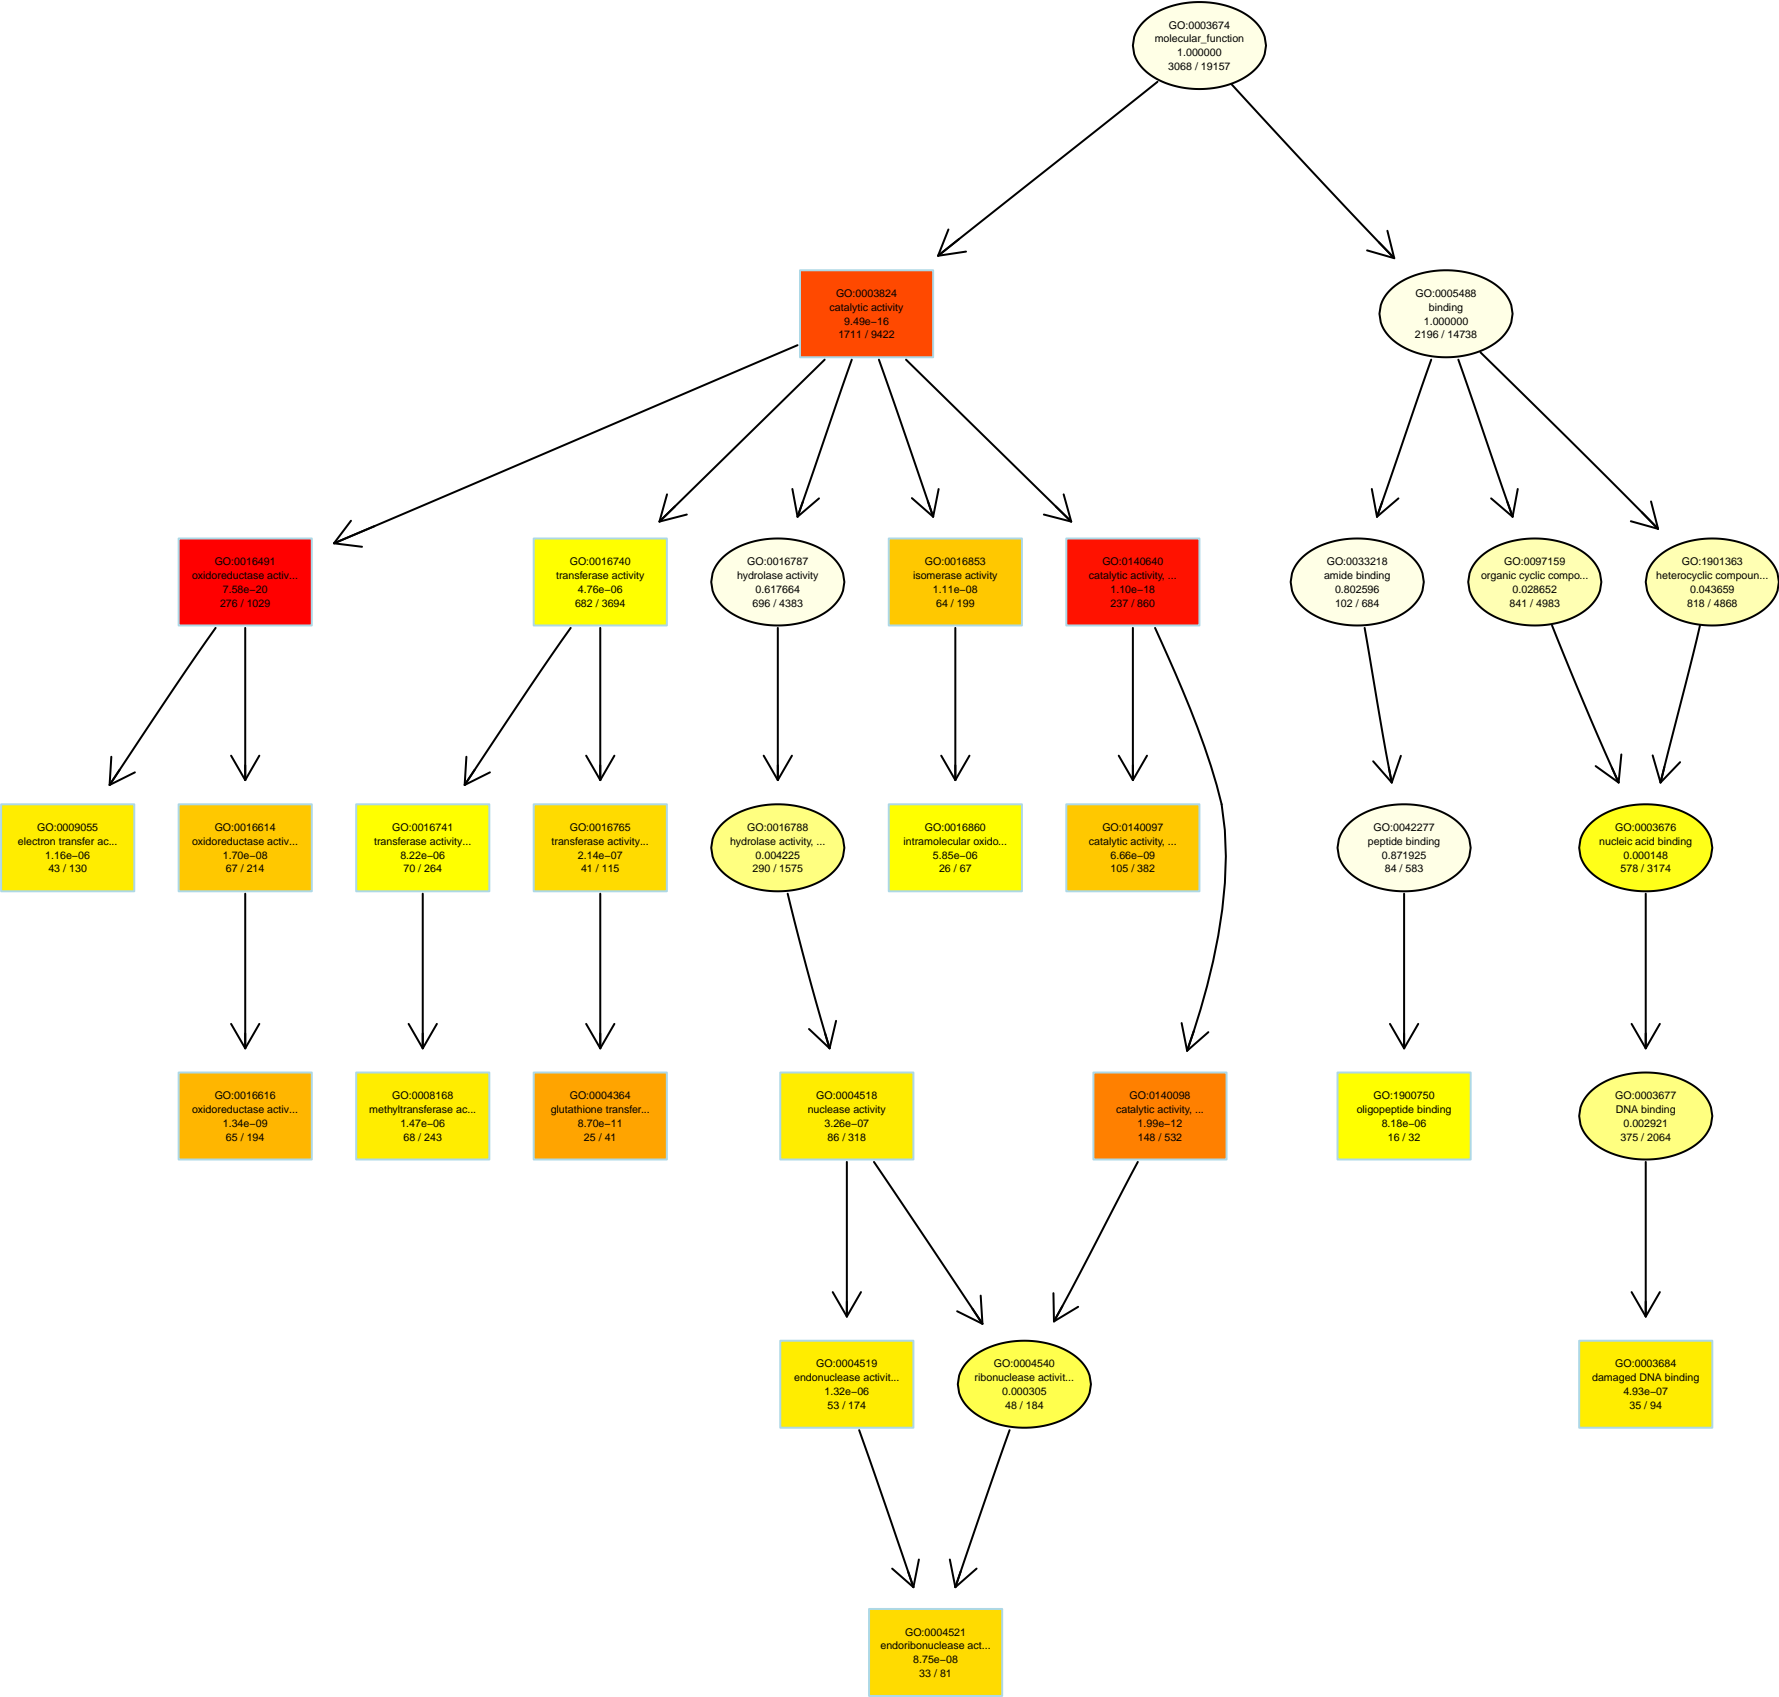 GO:0003674
molecular_function
1.000000
3068 / 19157
GO:0003824
catalytic activity
9.49e−16
1711 / 9422
GO:0005488
binding
1.000000
2196 / 14738
GO:0016491
oxidoreductase activ...
7.58e−20
276 / 1029
GO:0016740
transferase activity
4.76e−06
682 / 3694
GO:0016787
hydrolase activity
0.617664
696 / 4383
GO:0016853
isomerase activity
1.11e−08
64 / 199
GO:0140640
catalytic activity, ...
1.10e−18
237 / 860
GO:0033218
amide binding
0.802596
102 / 684
GO:0097159
organic cyclic compo...
0.028652
841 / 4983
GO:1901363
heterocyclic compoun...
0.043659
818 / 4868
GO:0009055
electron transfer ac...
1.16e−06
43 / 130
GO:0016614
oxidoreductase activ...
1.70e−08
67 / 214
GO:0016741
transferase activity...
8.22e−06
70 / 264
GO:0016765
transferase activity...
2.14e−07
41 / 115
GO:0016788
hydrolase activity, ...
0.004225
290 / 1575
GO:0016860
intramolecular oxido...
5.85e−06
26 / 67
GO:0140097
catalytic activity, ...
6.66e−09
105 / 382
GO:0042277
peptide binding
0.871925
84 / 583
GO:0003676
nucleic acid binding
0.000148
578 / 3174
GO:0016616
oxidoreductase activ...
1.34e−09
65 / 194
GO:0008168
methyltransferase ac...
1.47e−06
68 / 243
GO:0004364
glutathione transfer...
8.70e−11
25 / 41
GO:0004518
nuclease activity
3.26e−07
86 / 318
GO:0140098
catalytic activity, ...
1.99e−12
148 / 532
GO:1900750
oligopeptide binding
8.18e−06
16 / 32
GO:0003677
DNA binding
0.002921
375 / 2064
GO:0004519
endonuclease activit...
1.32e−06
53 / 174
GO:0004540
ribonuclease activit...
0.000305
48 / 184
GO:0003684
damaged DNA binding
4.93e−07
35 / 94
GO:0004521
endoribonuclease act...
8.75e−08
33 / 81